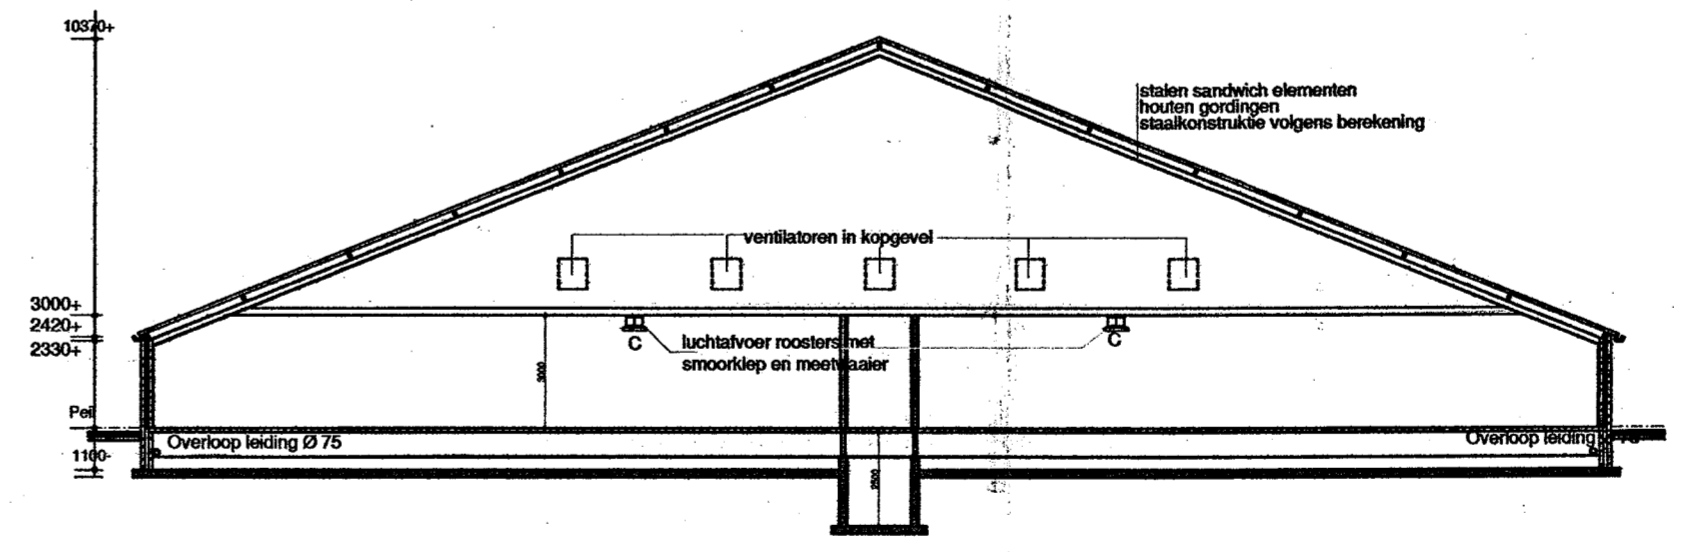 10370+
stalen sandwich elementen
houten gordingen
staalkonstruktie volgens berekening
ventilatoren in kopgevel
3000+
2420+
2330+
C
C
luchtafvoer roosters met
smoorklep en meetwaaier
3000
Peil
Overloop leiding Ø 75
Overloop leiding
1100-
2500